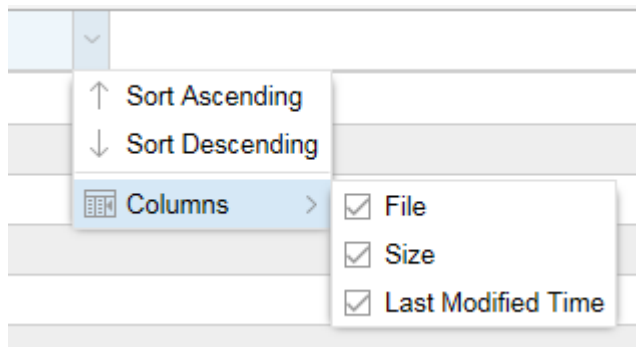 Sort Ascending
Sort Descending
Columns
File
Size
Last Modified Time